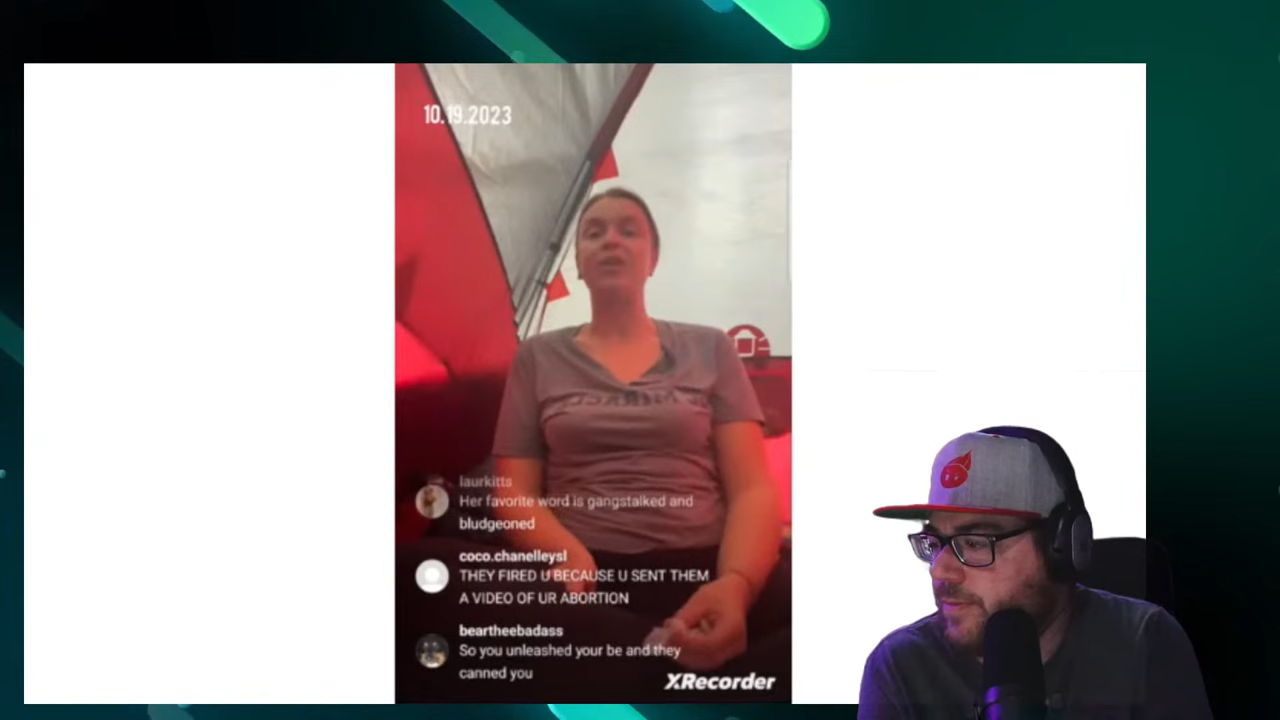 10.19.2023
laurkitts
Her favorite word is gangstalked and
bludgeoned
coco.chanelleysl
THEY FIRED U BECAUSE U SENT THEM
A VIDEO OF UR ABORTION
beartheebadass
So you unleashed your be and they
canned you
XRecorder